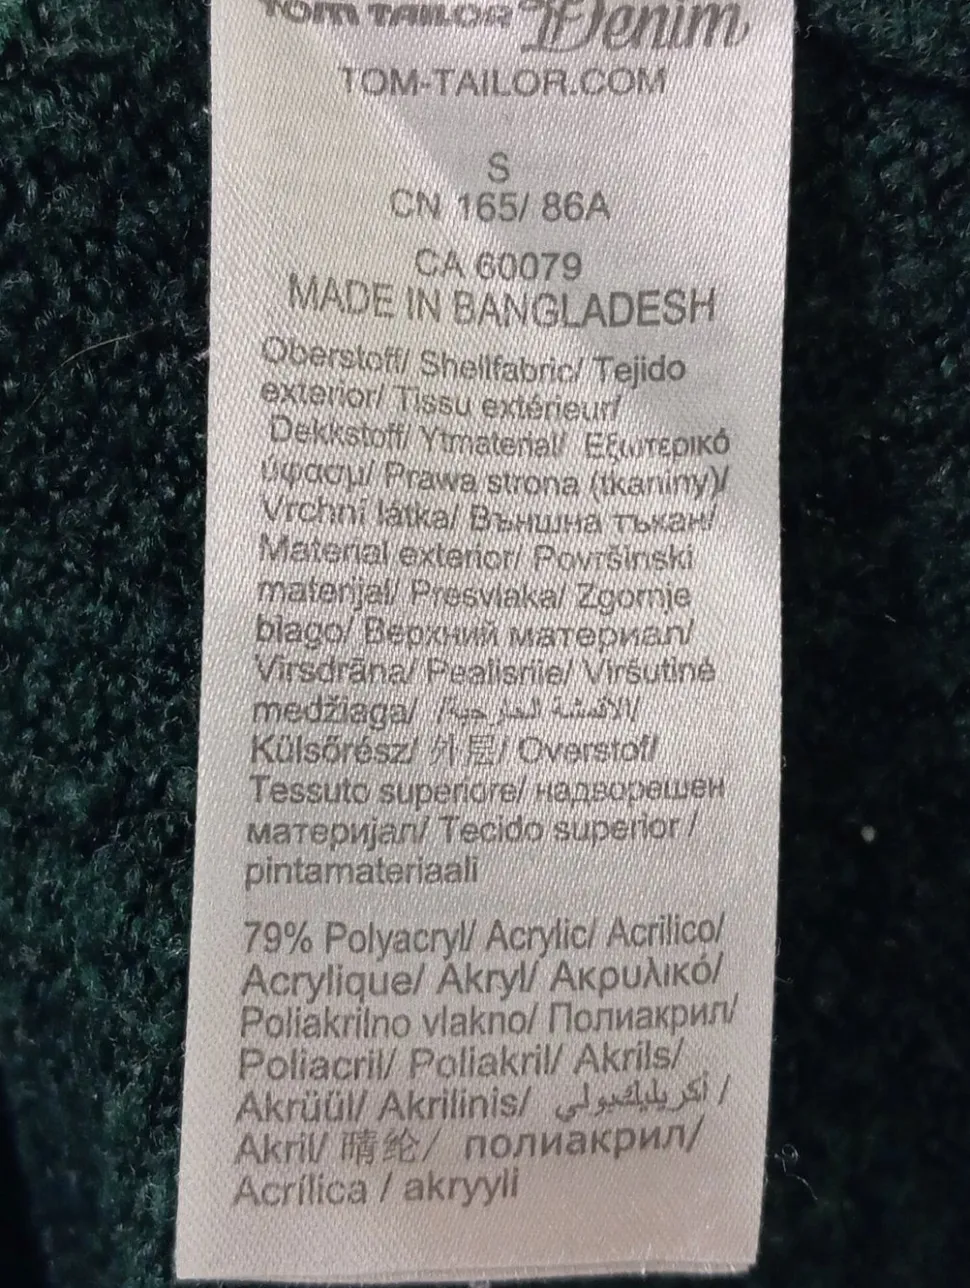 TOM TAILOR Denim
TOM-TAILOR.COM
S
CN 165/ 86A
CA 60079
MADE IN BANGLADESH
Oberstoff/ Shellfabric/ Tejido
exterior/ Tissu extérieur/
Dekkstoff/ Ytmaterial/ Εξωτερικό
ύφασμ/ Prawa strona (tkaniny)/
Vrchní látka/ Външна тъкан/
Material exterior/ Površinski
materijal/ Presvlaka/ Zgornje
blago/ Верхний материал/
Virsdrāna/ Pealisriie/ Viršutinė
medžiaga/ الاقمشة الخارجية/
Külsőrész/ 外层/ Overstof/
Tessuto superiore/ надворешен
материјал/ Tecido superior /
pintamateriaali
79% Polyacryl/ Acrylic/ Acrilico/
Acrylique/ Akryl/ Ακρυλικό/
Poliakrilno vlakno/ Полиакрил/
Poliacril/ Poliakril/ Akrils/
Akrüül/ Akrilinis/ أكريليكبولي /
Akril/ 晴纶/ полиакрил/
Acrílica / akryyli